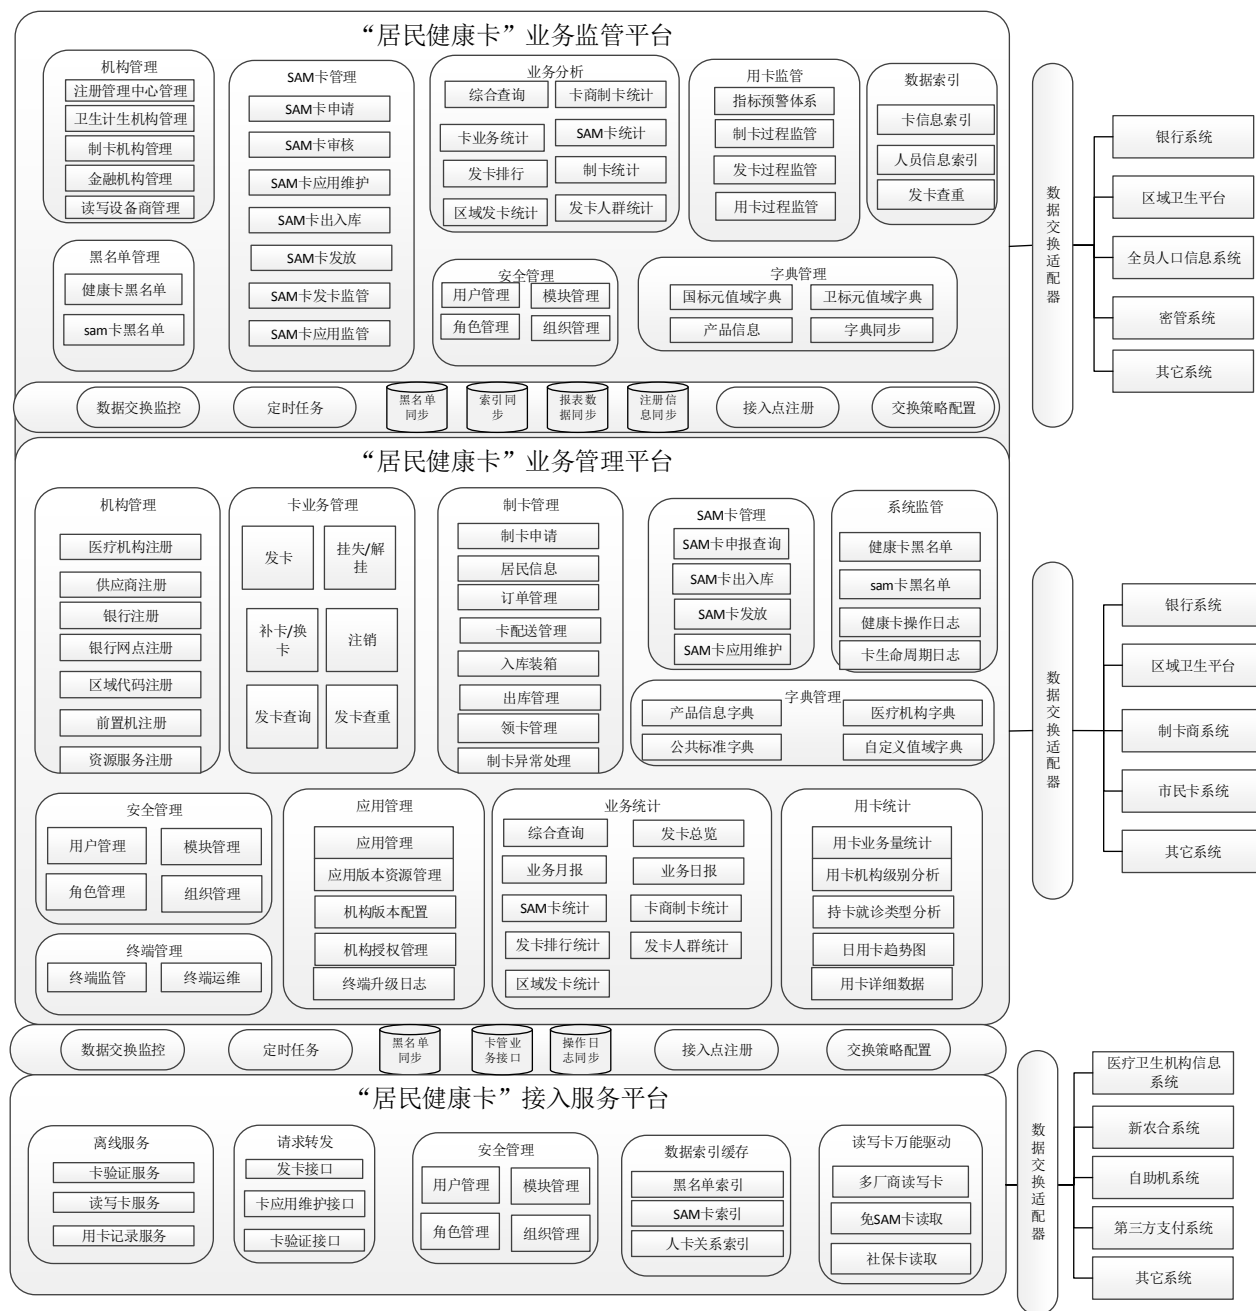 “居民健康卡”业务监管平台
机构管理
注册管理中心管理
卫生计生机构管理
制卡机构管理
金融机构管理
读写设备商管理
黑名单管理
健康卡黑名单
sam卡黑名单
SAM卡管理
SAM卡申请
SAM卡审核
SAM卡应用维护
SAM卡出入库
SAM卡发放
SAM卡发卡监管
SAM卡应用监管
业务分析
综合查询
卡商制卡统计
卡业务统计
SAM卡统计
发卡排行
制卡统计
区域发卡统计
发卡人群统计
用卡监管
指标预警体系
制卡过程监管
发卡过程监管
用卡过程监管
数据索引
卡信息索引
人员信息索引
发卡查重
安全管理
用户管理
模块管理
角色管理
组织管理
字典管理
国标元值域字典
卫标元值域字典
产品信息
字典同步
数据交换适配器
银行系统
区域卫生平台
全员人口信息系统
密管系统
其它系统
数据交换监控
定时任务
黑名单
同步
索引同
步
报表数
据同步
注册信
息同步
接入点注册
交换策略配置
“居民健康卡”业务管理平台
机构管理
医疗机构注册
供应商注册
银行注册
银行网点注册
区域代码注册
前置机注册
资源服务注册
卡业务管理
发卡
挂失/解
挂
补卡/换
卡
注销
发卡查询
发卡查重
制卡管理
制卡申请
居民信息
订单管理
卡配送管理
入库装箱
出库管理
领卡管理
制卡异常处理
SAM卡管理
SAM卡申报查询
SAM卡出入库
SAM卡发放
SAM卡应用维护
系统监管
健康卡黑名单
sam卡黑名单
健康卡操作日志
卡生命周期日志
字典管理
产品信息字典
医疗机构字典
公共标准字典
自定义值域字典
安全管理
用户管理
模块管理
角色管理
组织管理
终端管理
终端监管
终端运维
应用管理
应用管理
应用版本资源管理
机构版本配置
机构授权管理
终端升级日志
业务统计
综合查询
发卡总览
业务月报
业务日报
SAM卡统计
卡商制卡统计
发卡排行统计
发卡人群统计
区域发卡统计
用卡统计
用卡业务量统计
用卡机构级别分析
持卡就诊类型分析
日用卡趋势图
用卡详细数据
数据交换适配器
银行系统
区域卫生平台
制卡商系统
市民卡系统
其它系统
数据交换监控
定时任务
黑名单
同步
卡管业
务接口
操作日
志同步
接入点注册
交换策略配置
“居民健康卡”接入服务平台
离线服务
卡验证服务
读写卡服务
用卡记录服务
请求转发
发卡接口
卡应用维护接口
卡验证接口
安全管理
用户管理
模块管理
角色管理
组织管理
数据索引缓存
黑名单索引
SAM卡索引
人卡关系索引
读写卡万能驱动
多厂商读写卡
免SAM卡读取
社保卡读取
数据交换适配器
医疗卫生机构信息
系统
新农合系统
自助机系统
第三方支付系统
其它系统